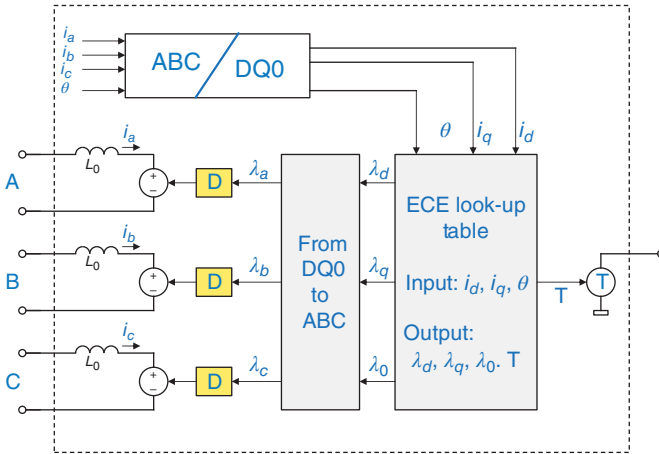 i_a
i_b
i_c
θ
ABC / DQ0
θ i_q i_d
A
L_0
i_a
D
λ_a
B
L_0
i_b
D
λ_b
C
L_0
i_c
D
λ_c
From
DQ0
to
ABC
λ_d
λ_q
λ_0
ECE look-up
table
Input: i_d, i_q, θ
Output:
λ_d, λ_q, λ_0. T
T
T